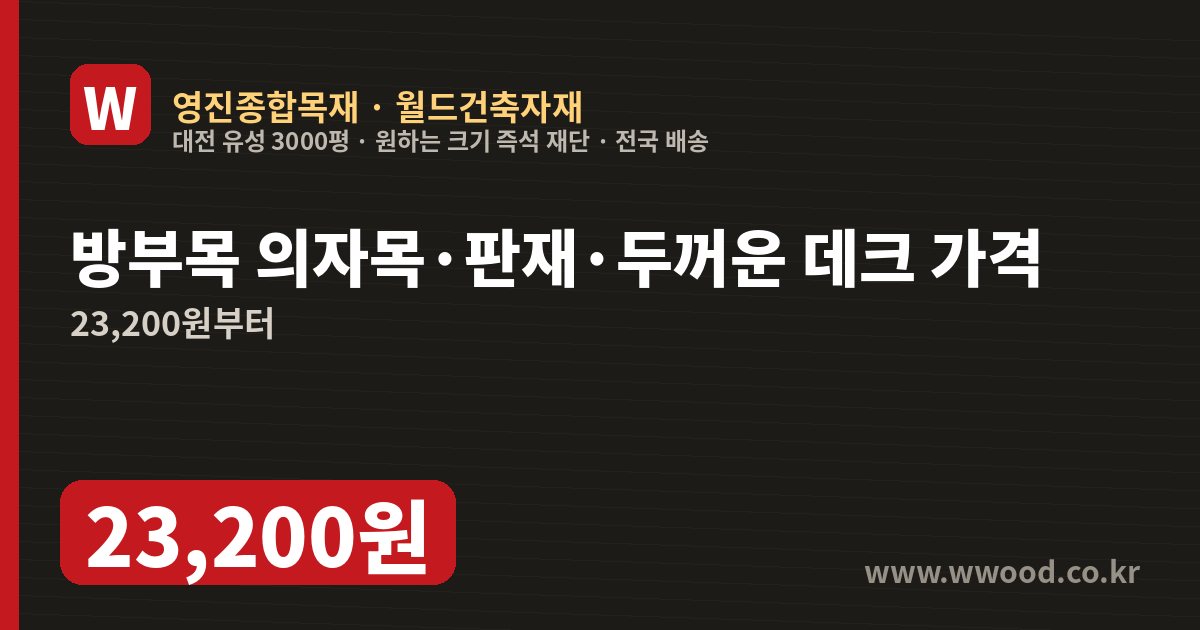 W
영진종합목재 · 월드건축자재
대전 유성 3000평 · 원하는 크기 즉석 재단 · 전국 배송
방부목 의자목·판재·두꺼운 데크 가격
23,200원부터
23,200원
www.wwood.co.kr